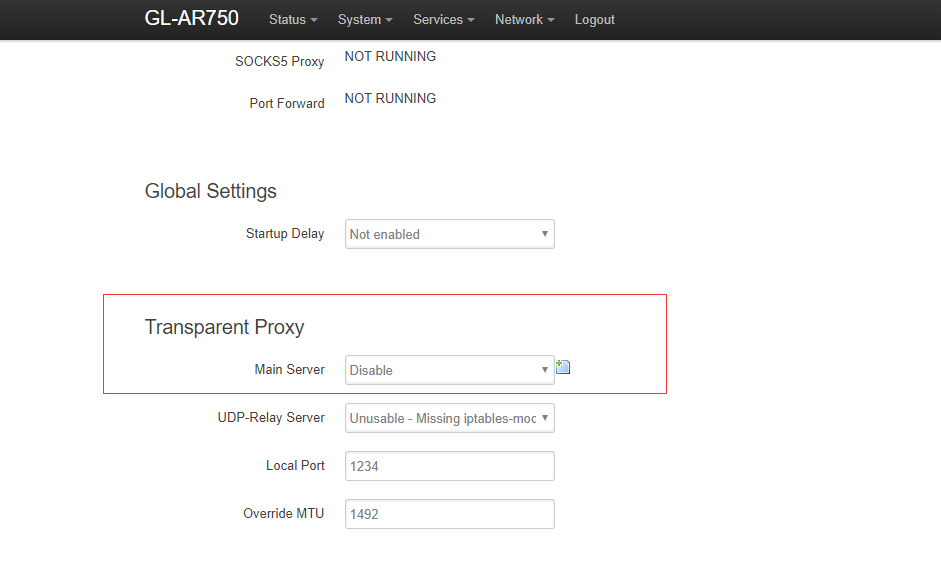 GL-AR750 Status System Services Network Logout
SOCKS5 Proxy NOT RUNNING
Port Forward NOT RUNNING
Global Settings
Startup Delay Not enabled
Transparent Proxy
Main Server Disable
UDP-Relay Server Unusable - Missing iptables-mod
Local Port 1234
Override MTU 1492